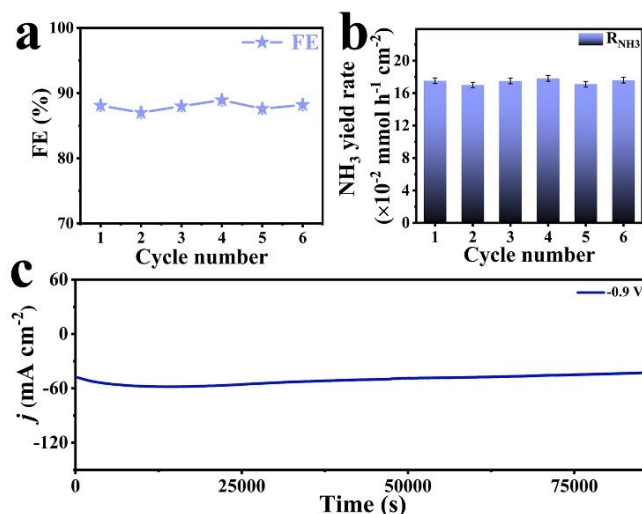 a
100
90
80
70
FE (%)
FE
1 2 3 4 5 6
Cycle number
b
20
16
12
8
4
0
NH₃ yield rate
(×10⁻² mmol h⁻¹ cm⁻²)
R_NH3
1 2 3 4 5 6
Cycle number
c
60
0
-60
-120
j (mA cm⁻²)
-0.9 V
0 25000 50000 75000
Time (s)